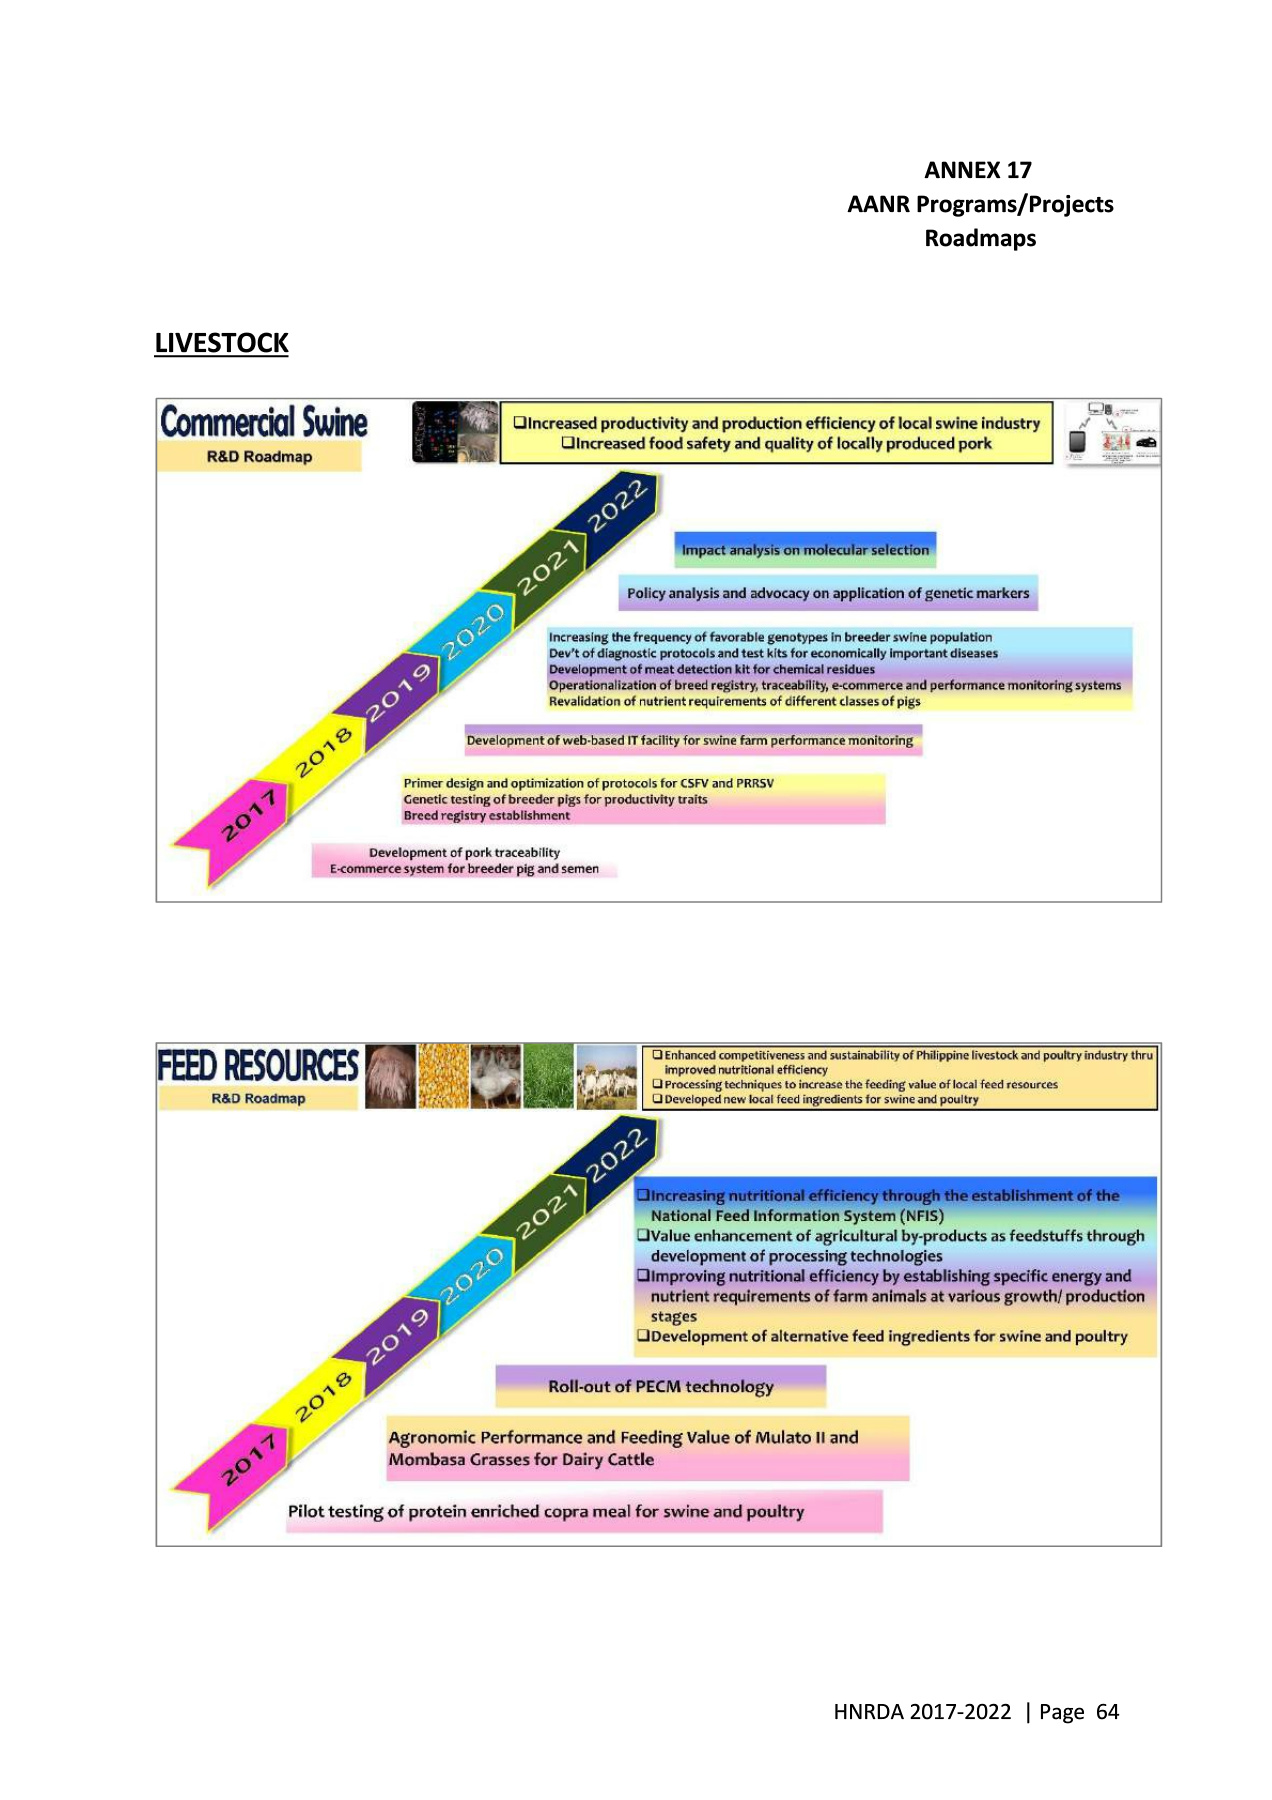 ANNEX 17
AANR Programs/Projects
Roadmaps
LIVESTOCK
Commercial Swine
R&D Roadmap
❑Increased productivity and production efficiency of local swine industry
❑Increased food safety and quality of locally produced pork
2022
2021
2020
2019
2018
2017
Impact analysis on molecular selection
Policy analysis and advocacy on application of genetic markers
Increasing the frequency of favorable genotypes in breeder swine population
Dev't of diagnostic protocols and test kits for economically important diseases
Development of meat detection kit for chemical residues
Operationalization of breed registry, traceability, e-commerce and performance monitoring systems
Revalidation of nutrient requirements of different classes of pigs
Development of web-based IT facility for swine farm performance monitoring
Primer design and optimization of protocols for CSFV and PRRSV
Genetic testing of breeder pigs for productivity traits
Breed registry establishment
Development of pork traceability
E-commerce system for breeder pig and semen
FEED RESOURCES
R&D Roadmap
❑Enhanced competitiveness and sustainability of Philippine livestock and poultry industry thru
improved nutritional efficiency
❑Processing techniques to increase the feeding value of local feed resources
❑Developed new local feed ingredients for swine and poultry
2022
2021
2020
2019
2018
2017
❑Increasing nutritional efficiency through the establishment of the
National Feed Information System (NFIS)
❑Value enhancement of agricultural by-products as feedstuffs through
development of processing technologies
❑Improving nutritional efficiency by establishing specific energy and
nutrient requirements of farm animals at various growth/ production
stages
❑Development of alternative feed ingredients for swine and poultry
Roll-out of PECM technology
Agronomic Performance and Feeding Value of Mulato II and
Mombasa Grasses for Dairy Cattle
Pilot testing of protein enriched copra meal for swine and poultry
HNRDA 2017-2022 | Page 64